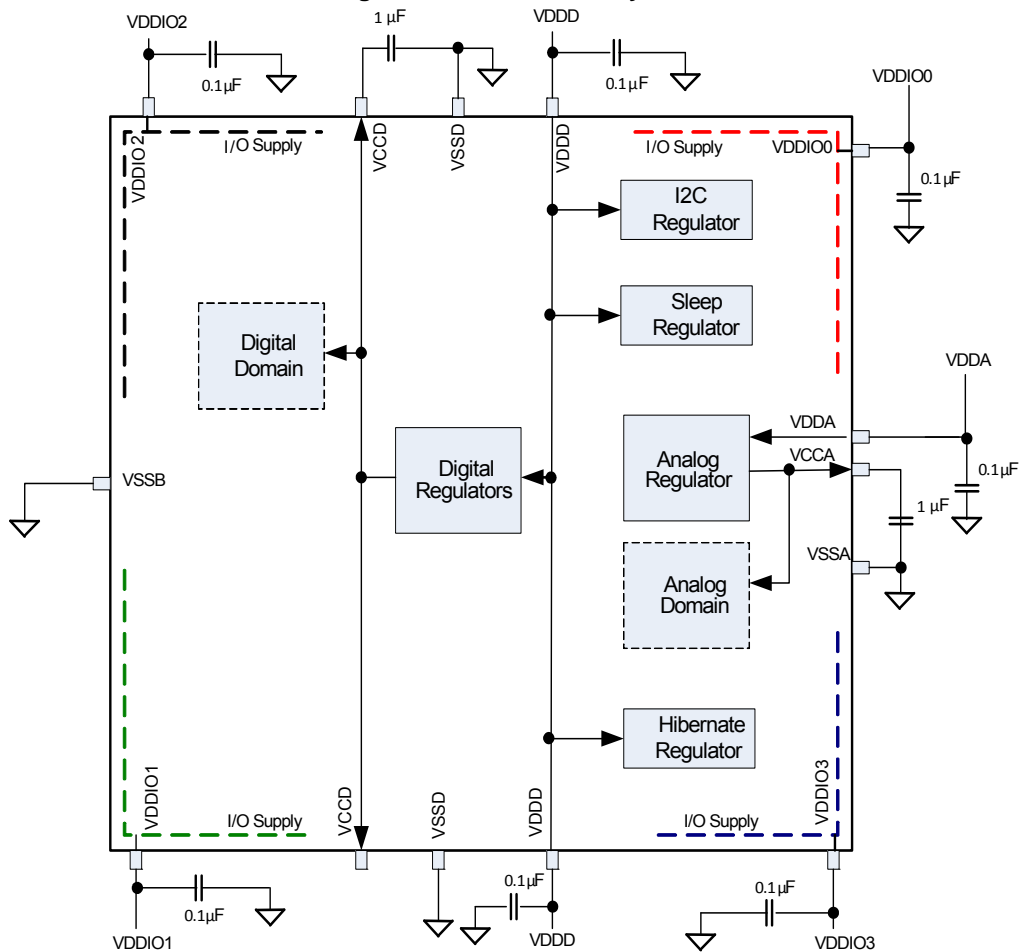 VDDIO2
1 µF
VDDD
0.1µF
0.1µF
VDDIO0
0.1µF
VDDIO2
I/O Supply
VCCD
VSSD
VDDD
I/O Supply
VDDIO0
I2C
Regulator
Sleep
Regulator
Digital
Domain
VDDA
VDDA
VCCA
Analog
Regulator
0.1µF
1 µF
Digital
Regulators
VSSB
VSSA
Analog
Domain
Hibernate
Regulator
VDDIO1
I/O Supply
VCCD
VSSD
VDDD
I/O Supply
VDDIO3
0.1µF
0.1µF
0.1µF
VDDIO1
VDDD
VDDIO3